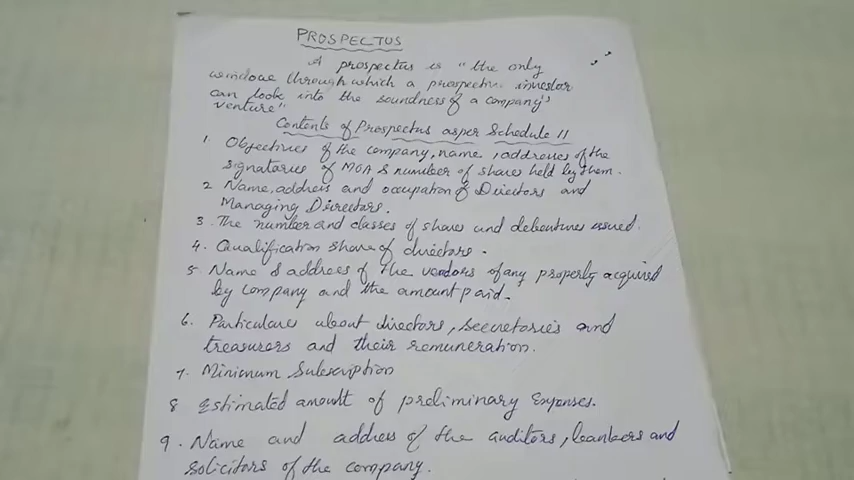 PROSPECTUS
A prospectus is "the only
window through which a prospective investor
can look into the soundness of a company's
venture"
Contents of Prospectus as per Schedule II
1. Objectives of the company, name, addresses of the
signatories of MOA & number of shares held by them.
2. Name, address and occupation of Directors and
Managing Directors.
3. The number and classes of shares and debentures issued.
4. Qualification share of directors.
5. Name & address of the vendors of any property acquired
by company and the amount paid.
6. Particulars about directors, secretories and
treasurers and their remuneration.
7. Minimum Subscription
8 Estimated amount of preliminary Expenses.
9. Name and address of the auditors, bankers and
solicitors of the company.